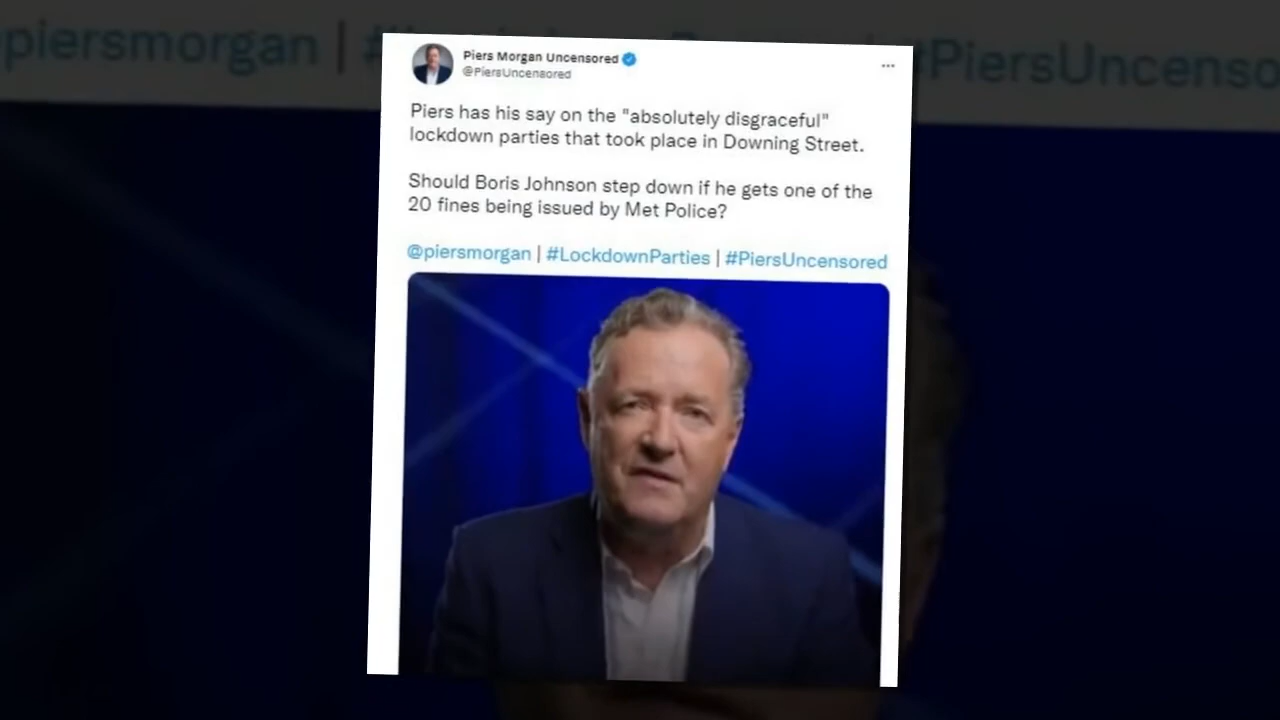 piersmorgan |
#PiersUncenso
Piers Morgan Uncensored
@PiersUncensored
Piers has his say on the "absolutely disgraceful"
lockdown parties that took place in Downing Street.
Should Boris Johnson step down if he gets one of the
20 fines being issued by Met Police?
@piersmorgan | #LockdownParties | #PiersUncensored